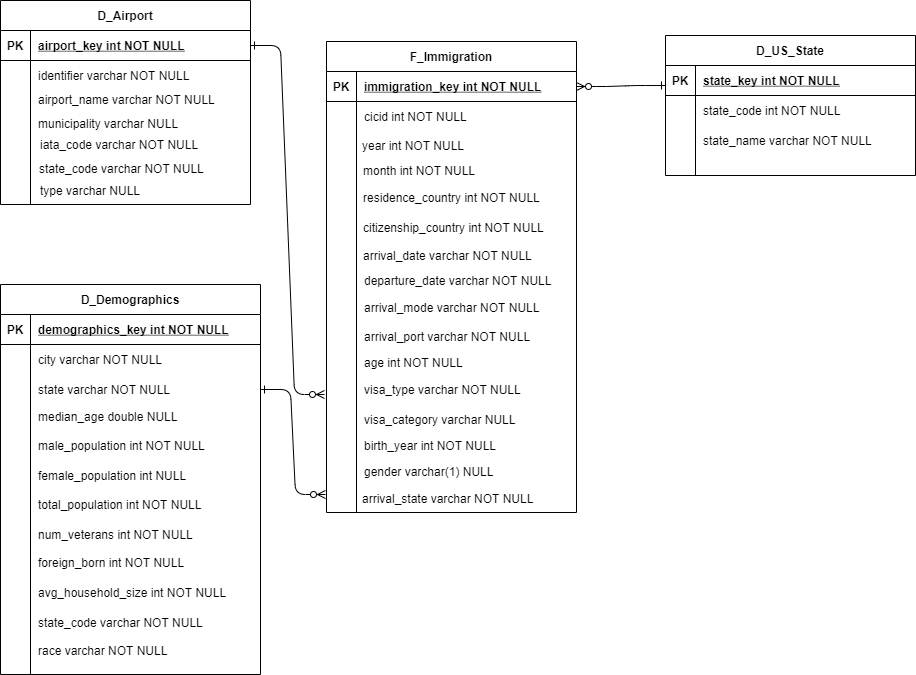 D_Airport
PK airport_key int NOT NULL
identifier varchar NOT NULL
airport_name varchar NOT NULL
municipality varchar NULL
iata_code varchar NOT NULL
state_code varchar NOT NULL
type varchar NULL
F_Immigration
PK immigration_key int NOT NULL
cicid int NOT NULL
year int NOT NULL
month int NOT NULL
residence_country int NOT NULL
citizenship_country int NOT NULL
arrival_date varchar NOT NULL
departure_date varchar NOT NULL
arrival_mode varchar NOT NULL
arrival_port varchar NOT NULL
age int NOT NULL
visa_type varchar NOT NULL
visa_category varchar NULL
birth_year int NOT NULL
gender varchar(1) NULL
arrival_state varchar NOT NULL
D_US_State
PK state_key int NOT NULL
state_code int NOT NULL
state_name varchar NOT NULL
D_Demographics
PK demographics_key int NOT NULL
city varchar NOT NULL
state varchar NOT NULL
median_age double NULL
male_population int NOT NULL
female_population int NULL
total_population int NOT NULL
num_veterans int NOT NULL
foreign_born int NOT NULL
avg_household_size int NOT NULL
state_code varchar NOT NULL
race varchar NOT NULL